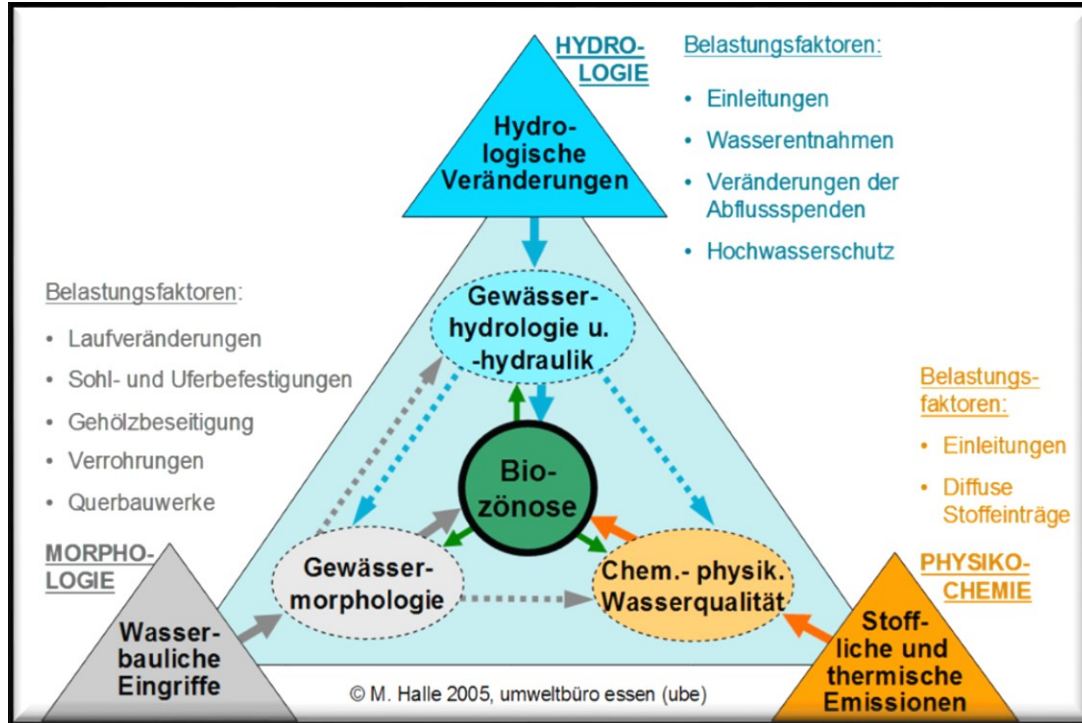 HYDRO-
LOGIE
Belastungsfaktoren:
• Einleitungen
• Wasserentnahmen
• Veränderungen der
Abflussspenden
• Hochwasserschutz
Hydro-
logische
Veränderungen
Gewässer-
hydrologie u.
-hydraulik
Belastungsfaktoren:
• Laufveränderungen
• Sohl- und Uferbefestigungen
• Gehölzbeseitigung
• Verrohrungen
• Querbauwerke
Belastungs-
faktoren:
• Einleitungen
• Diffuse
Stoffeinträge
Bio-
zönose
MORPHO-
LOGIE
Gewässer-
morphologie
Chem.- physik.
Wasserqualität
PHYSIKO-
CHEMIE
Wasser-
bauliche
Eingriffe
Stoff-
liche und
thermische
Emissionen
© M. Halle 2005, umweltbüro essen (ube)